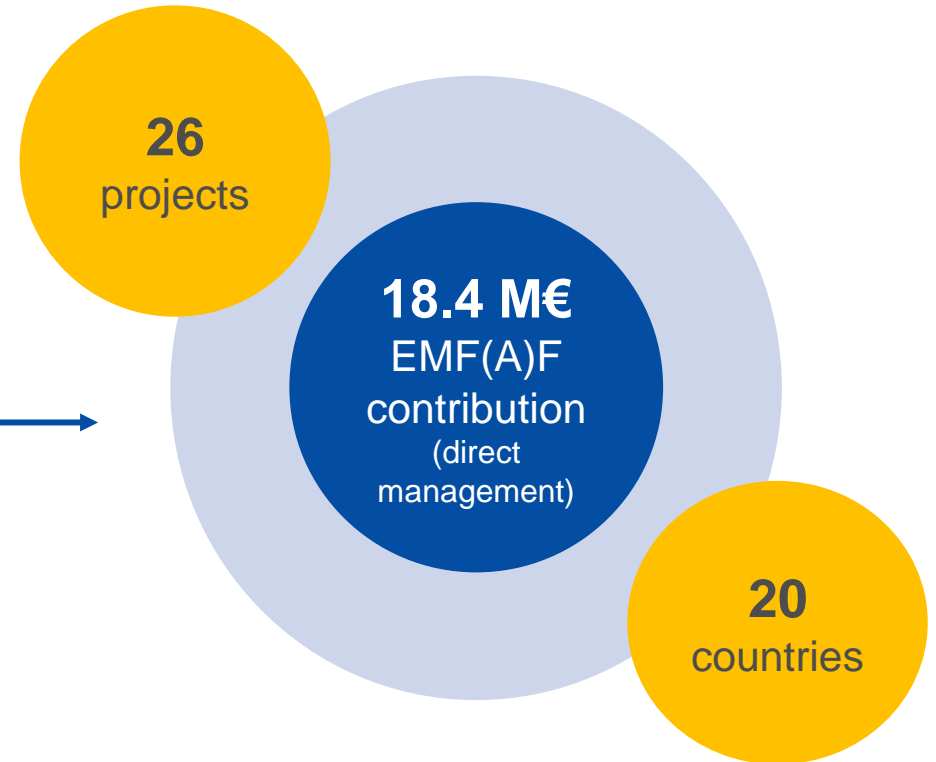 26
projects
18.4 M€
EMF(A)F
contribution
(direct
management)
20
countries